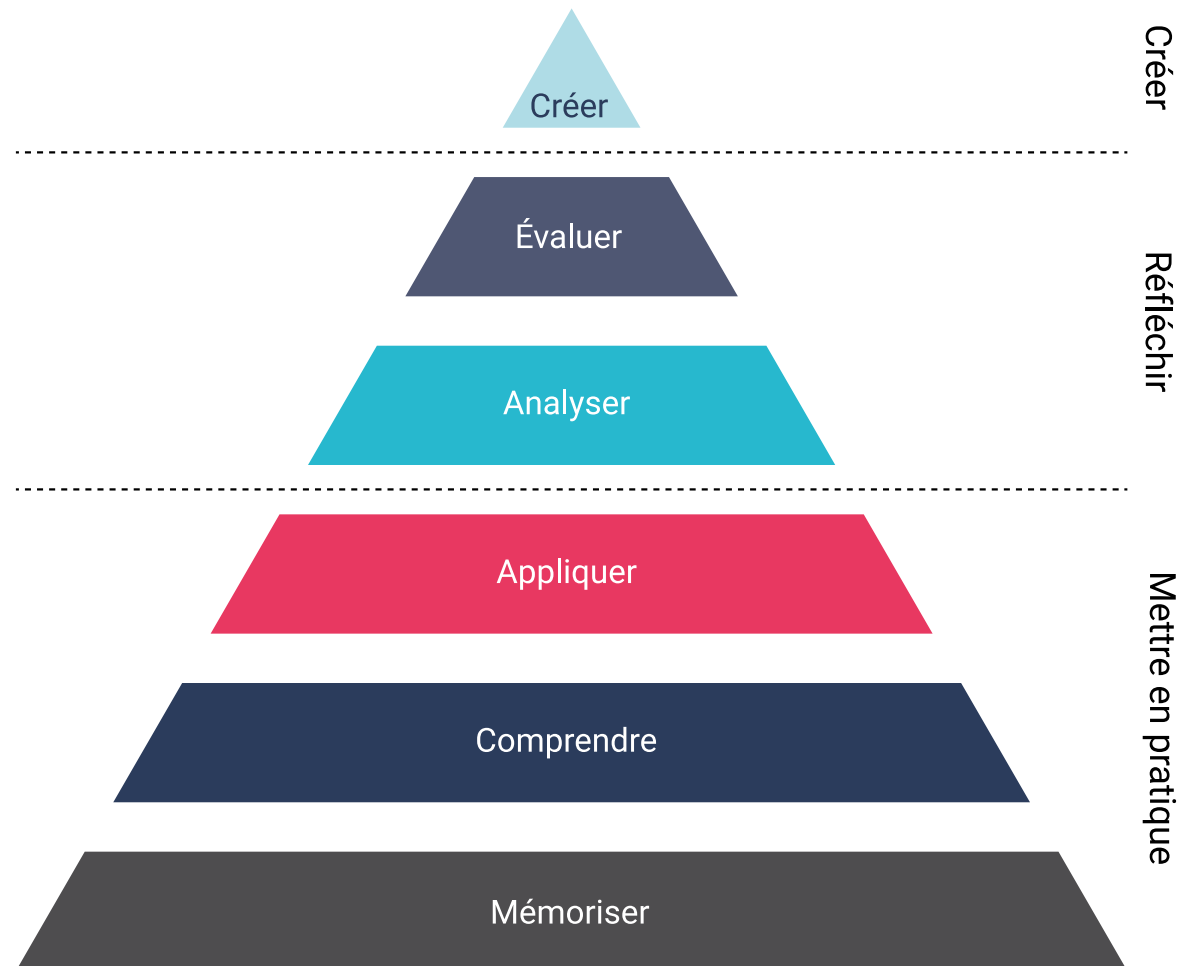 Créer
Créer
Évaluer
Réfléchir
Analyser
Appliquer
Mettre en pratique
Comprendre
Mémoriser